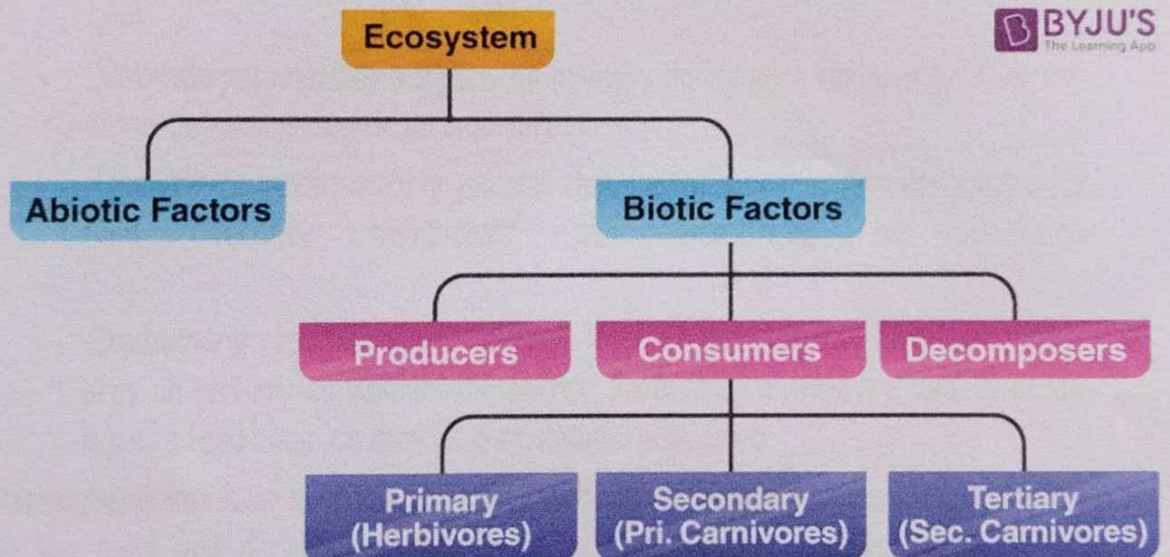 Ecosystem
BYJU'S
The Learning App
Abiotic Factors
Biotic Factors
Producers
Consumers
Decomposers
Primary
(Herbivores)
Secondary
(Pri. Carnivores)
Tertiary
(Sec. Carnivores)